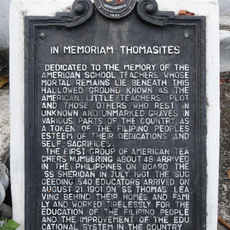 1941
IN MEMORIAM-THOMASITES
DEDICATED TO THE MEMORY OF THE
AMERICAN SCHOOL TEACHERS, WHOSE
MORTAL REMAINS LIE BENEATH THIS
HALLOWED GROUND KNOWN AS THE
AMERICAN LITTLE TEACHERS' PLOT
AND THOSE OTHERS WHO REST IN
UNKNOWN AND UNMARKED GRAVES, IN
VARIOUS PARTS OF THE COUNTRY, AS
A TOKEN OF THE FILIPINO PEOPLE'S
ESTEEM OF THEIR DEDICATION AND
SELF SACRIFICES.
THE FIRST GROUP OF AMERICAN TEA
CHERS NUMBERING ABOUT 48 ARRIVED
IN THE PHILIPPINES ON BOARD THE
SS SHERIDAN IN JULY 1901. THE SUC
CEEDING 540 EDUCATORS ARRIVED ON
AUGUST 21, 1901 ON SS THOMAS. LEA
VING BEHIND THEIR HOMES AND FAMI
LY AND WORKED TIRELESSLY FOR THE
EDUCATION OF THE FILIPINO PEOPLE
AND THE IMPROVEMENT OF THE EDU
CATIONAL SYSTEM IN THE COUNTRY